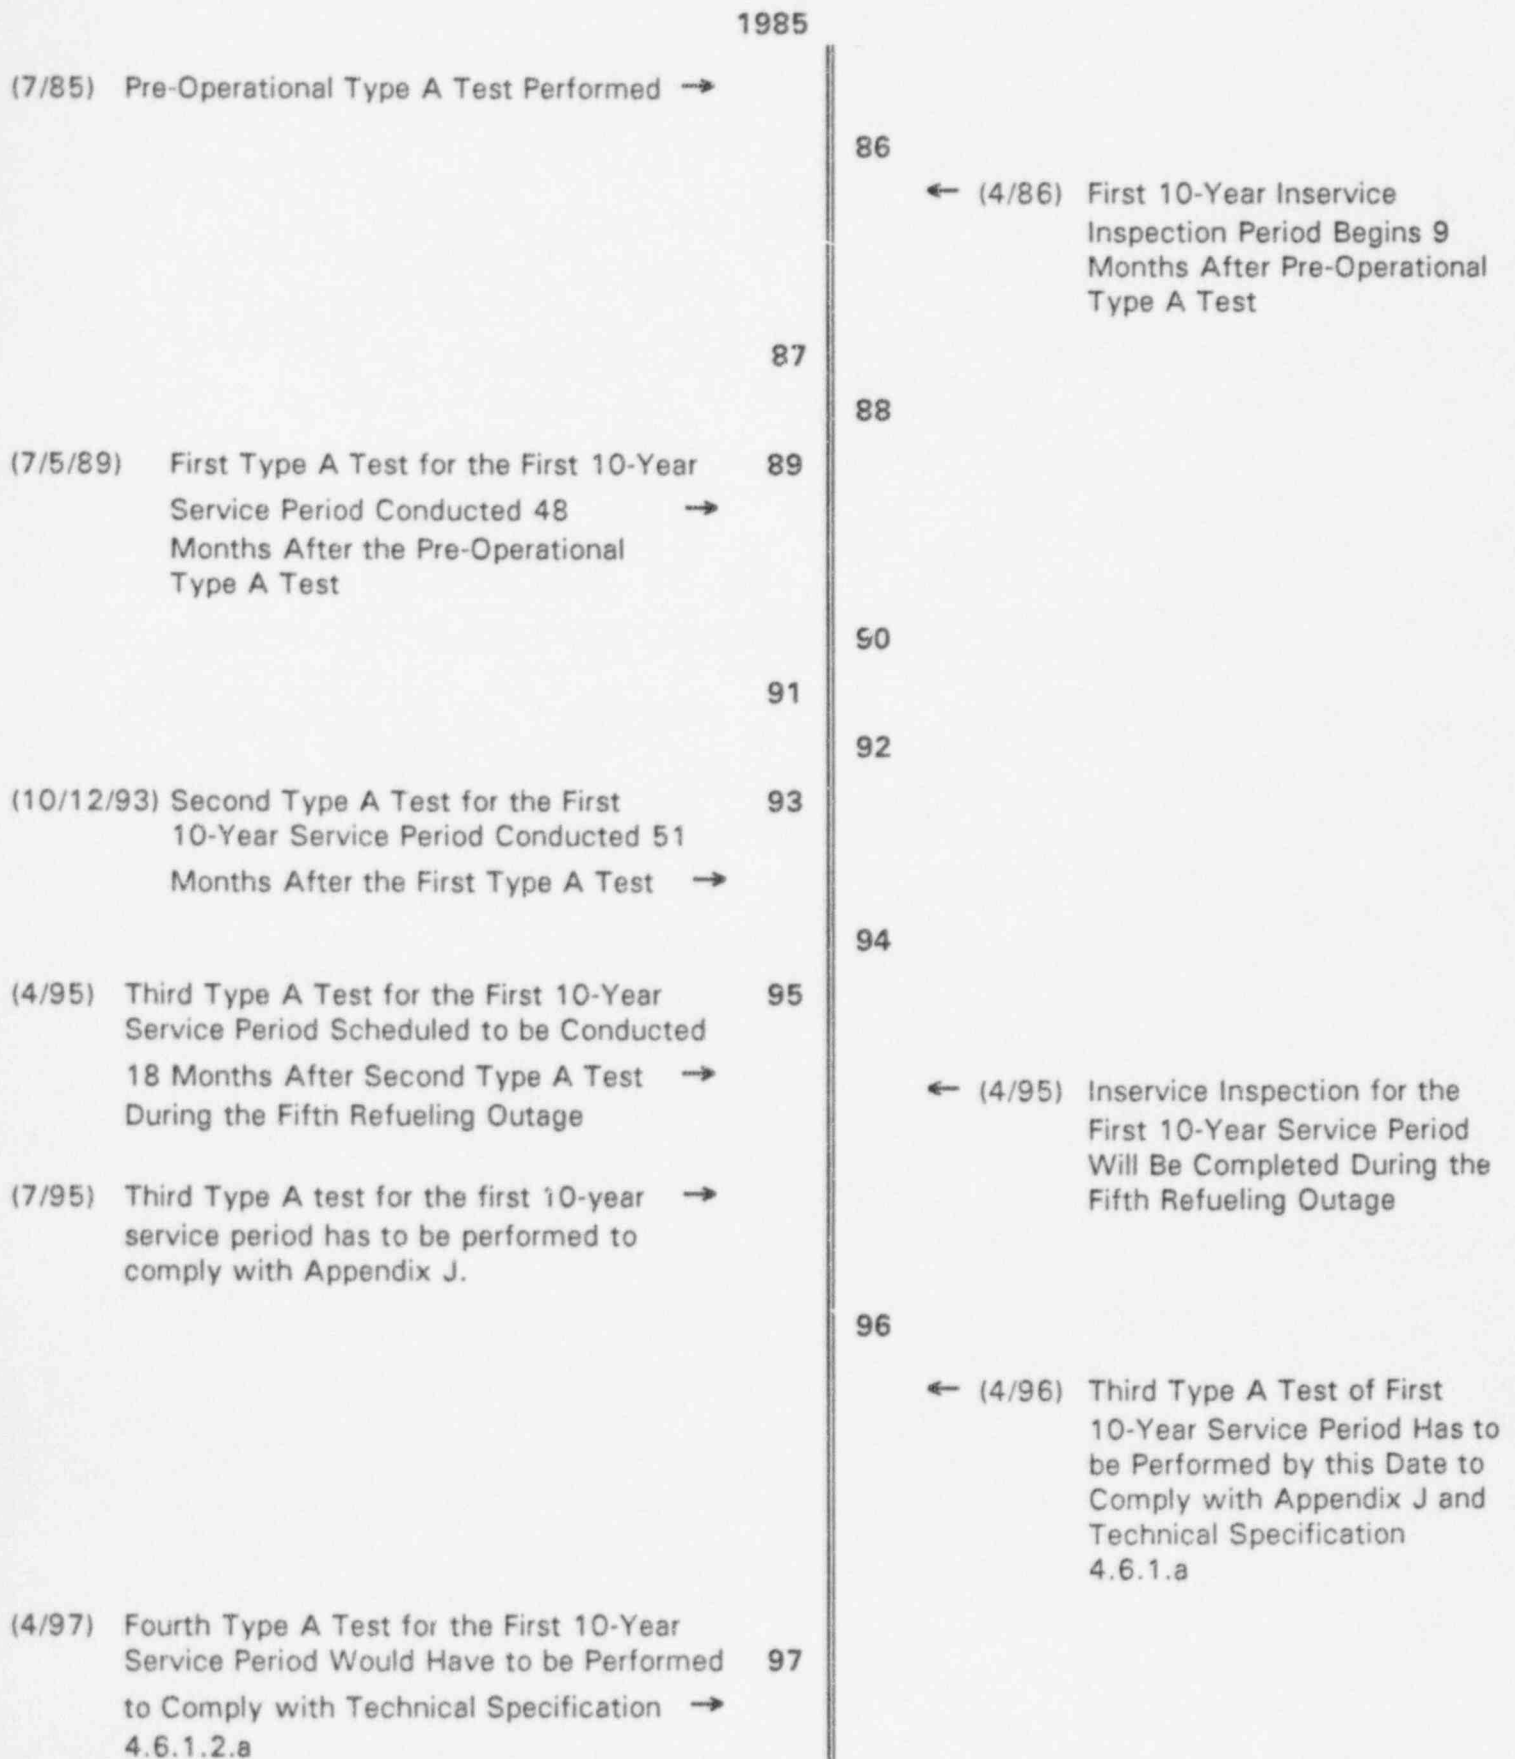 1985
(7/85) Pre-Operational Type A Test Performed →
86
← (4/86) First 10-Year Inservice
Inspection Period Begins 9
Months After Pre-Operational
Type A Test
87
88
(7/5/89) First Type A Test for the First 10-Year 89
Service Period Conducted 48 →
Months After the Pre-Operational
Type A Test
90
91
92
(10/12/93) Second Type A Test for the First 93
10-Year Service Period Conducted 51
Months After the First Type A Test →
94
(4/95) Third Type A Test for the First 10-Year 95
Service Period Scheduled to be Conducted
18 Months After Second Type A Test →
During the Fifth Refueling Outage
← (4/95) Inservice Inspection for the
First 10-Year Service Period
Will Be Completed During the
Fifth Refueling Outage
(7/95) Third Type A test for the first 10-year →
service period has to be performed to
comply with Appendix J.
96
← (4/96) Third Type A Test of First
10-Year Service Period Has to
be Performed by this Date to
Comply with Appendix J and
Technical Specification
4.6.1.a
(4/97) Fourth Type A Test for the First 10-Year
Service Period Would Have to be Performed 97
to Comply with Technical Specification →
4.6.1.2.a